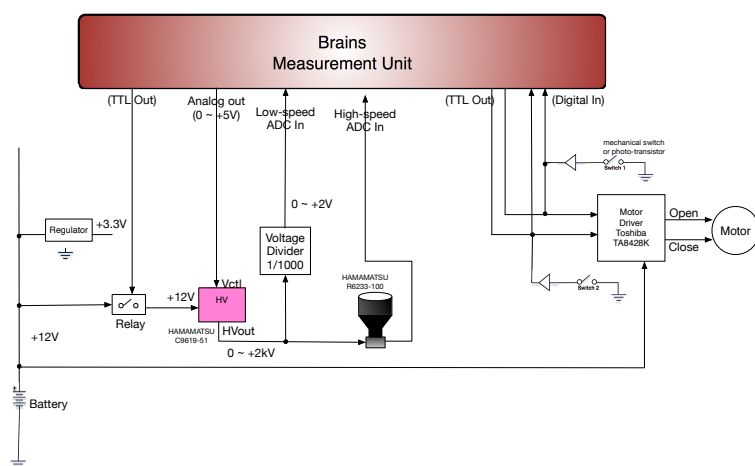 Brains
Measurement Unit
(TTL Out)
Analog out
(0 ~ +5V)
Low-speed
ADC In
High-speed
ADC In
(TTL Out)
(Digital In)
mechanical switch
or photo-transistor
Switch 1
Regulator
+3.3V
0 ~ +2V
Motor
Driver
Toshiba
TA8428K
Open
Close
Motor
Voltage
Divider
1/1000
HAMAMATSU
R6233-100
Switch 2
Vctl
+12V
HV
Relay
HAMAMATSU
C9619-51
HVout
0 ~ +2kV
+12V
+
Battery